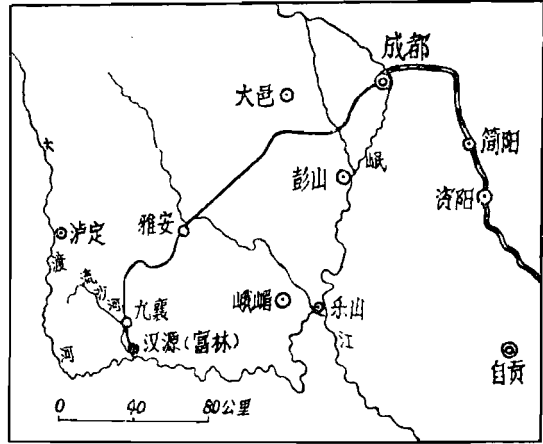 成都
大邑
简阳
岷
彭山
资阳
大
雅安
泸定
渡
流沙河
峨嵋
乐山
九襄
江
汉源(富林)
河
自贡
0 40 80公里